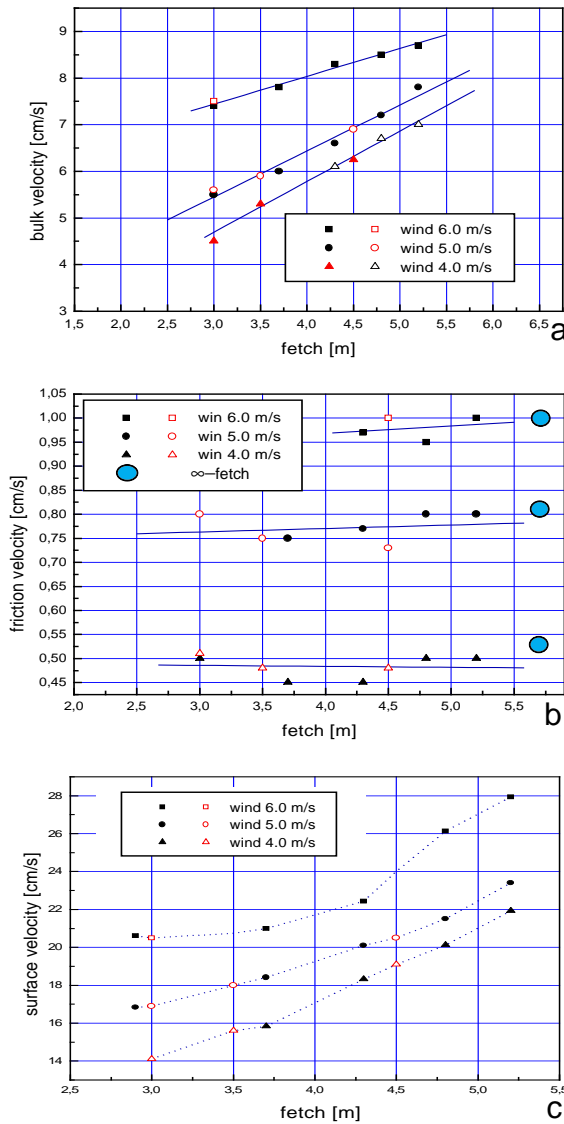 9
8
7
6
5
4
3
bulk velocity [cm/s]
wind 6.0 m/s
wind 5.0 m/s
wind 4.0 m/s
1,5 2,0 2,5 3,0 3,5 4,0 4,5 5,0 5,5 6,0 6,5
fetch [m]
a
1,05
1,00
0,95
0,90
0,85
0,80
0,75
0,70
0,65
0,60
0,55
0,50
0,45
friction velocity [cm/s]
win 6.0 m/s
win 5.0 m/s
win 4.0 m/s
∞–fetch
2,0 2,5 3,0 3,5 4,0 4,5 5,0 5,5
fetch [m]
b
28
26
24
22
20
18
16
14
surface velocity [cm/s]
wind 6.0 m/s
wind 5.0 m/s
wind 4.0 m/s
2,5 3,0 3,5 4,0 4,5 5,0 5,5
fetch [m]
c